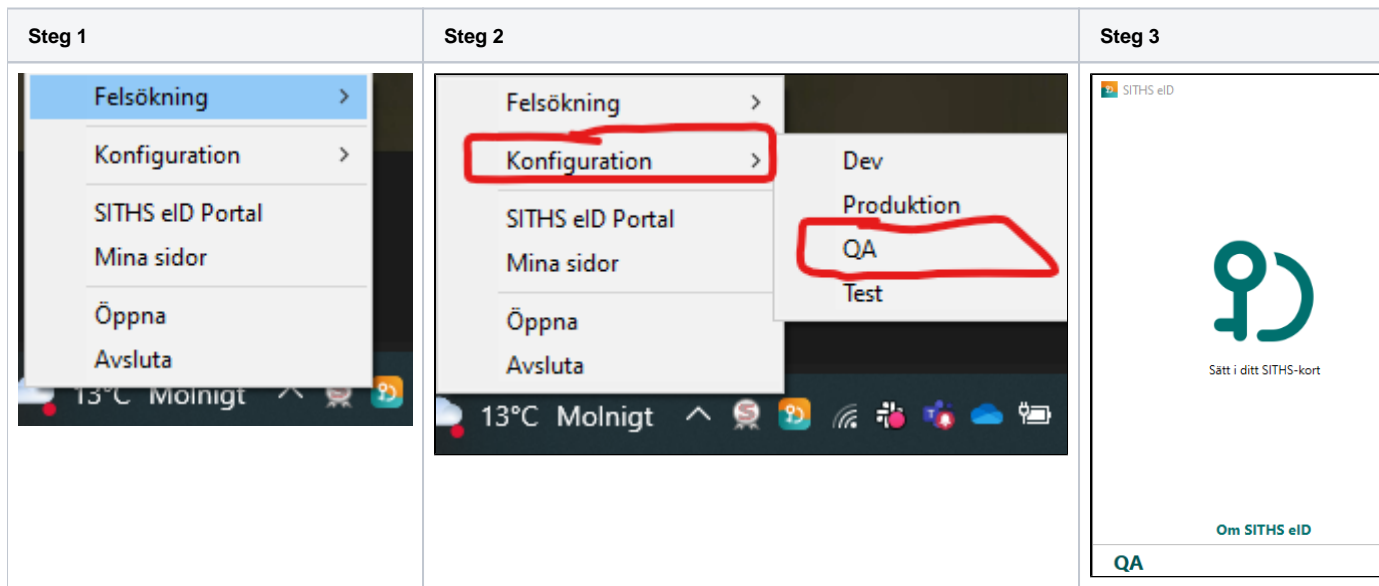 Steg 1
Felsökning
Konfiguration
SITHS eID Portal
Mina sidor
Öppna
Avsluta
13°C Molnigt
Steg 2
Felsökning
Konfiguration
SITHS eID Portal
Mina sidor
Öppna
Avsluta
Dev
Produktion
QA
Test
13°C Molnigt
Steg 3
SITHS eID
Sätt i ditt SITHS-kort
Om SITHS eID
QA